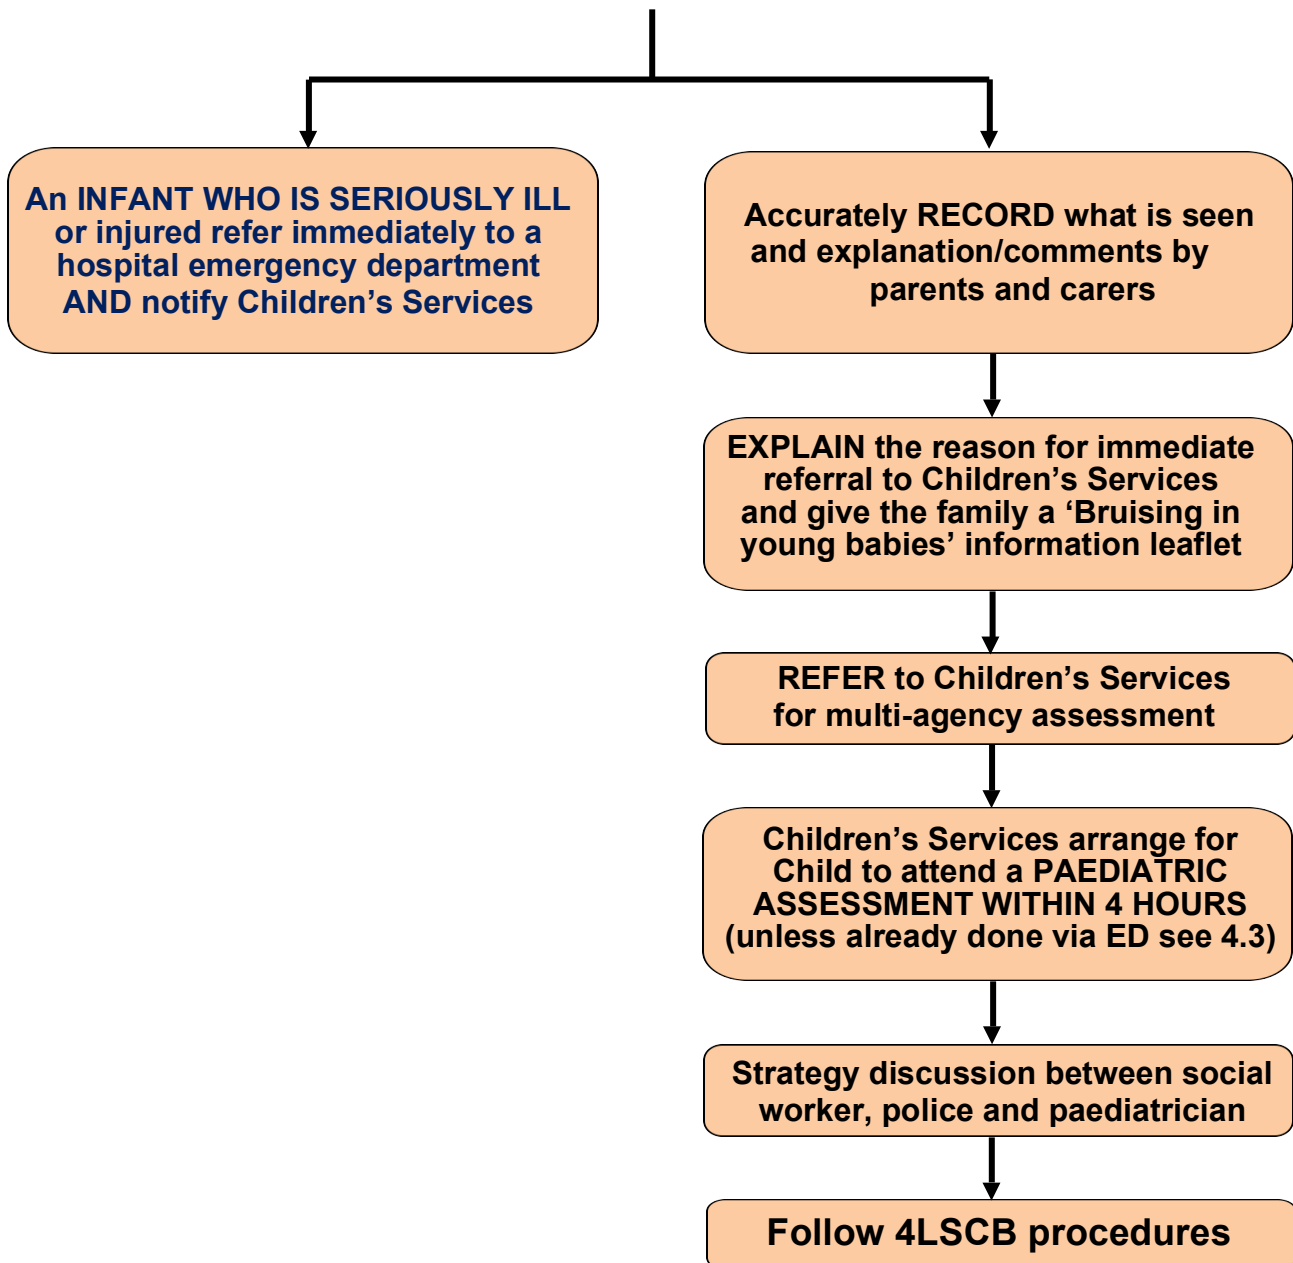 An INFANT WHO IS SERIOUSLY ILL
or injured refer immediately to a
hospital emergency department
AND notify Children’s Services
Accurately RECORD what is seen
and explanation/comments by
parents and carers
EXPLAIN the reason for immediate
referral to Children’s Services
and give the family a ‘Bruising in
young babies’ information leaflet
REFER to Children’s Services
for multi-agency assessment
Children’s Services arrange for
Child to attend a PAEDIATRIC
ASSESSMENT WITHIN 4 HOURS
(unless already done via ED see 4.3)
Strategy discussion between social
worker, police and paediatrician
Follow 4LSCB procedures